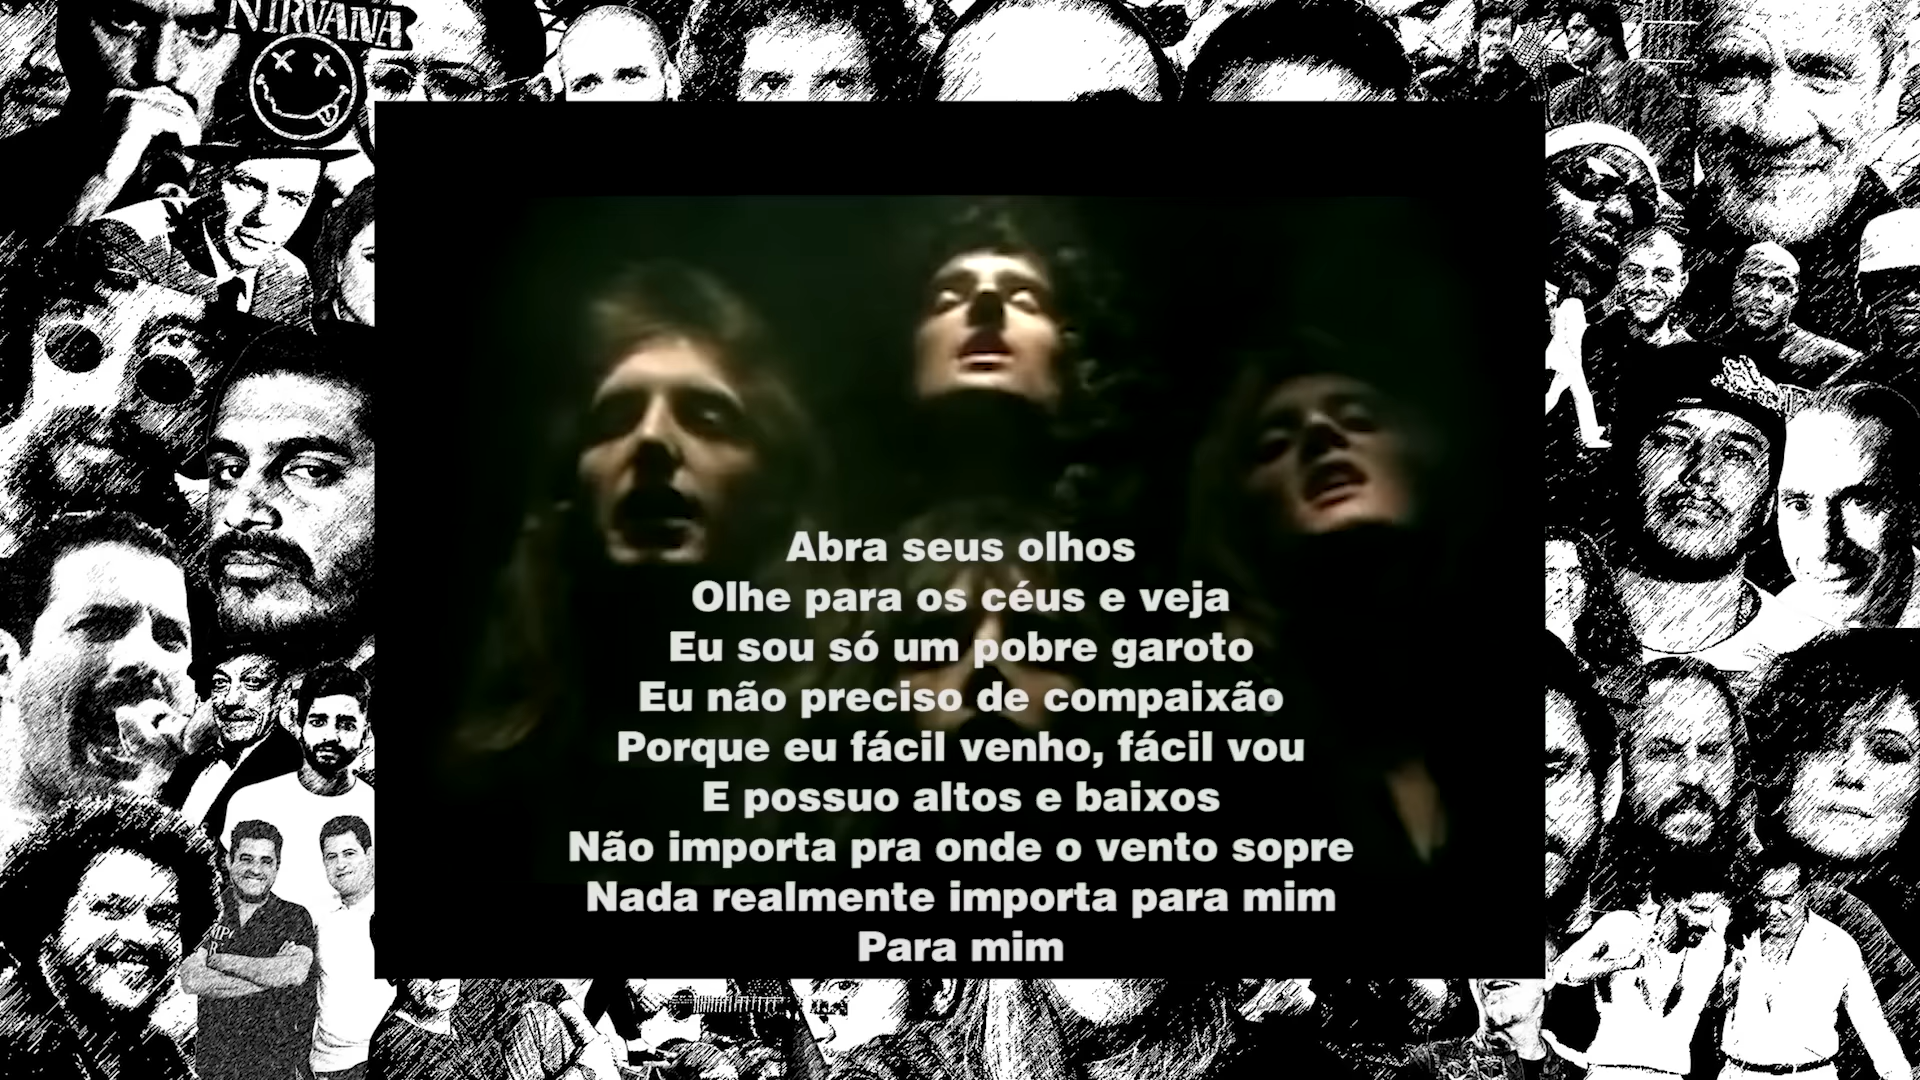 NIRVANA
Abra seus olhos
Olhe para os céus e veja
Eu sou só um pobre garoto
Eu não preciso de compaixão
Porque eu fácil venho, fácil vou
E possuo altos e baixos
Não importa pra onde o vento sopre
Nada realmente importa para mim
Para mim